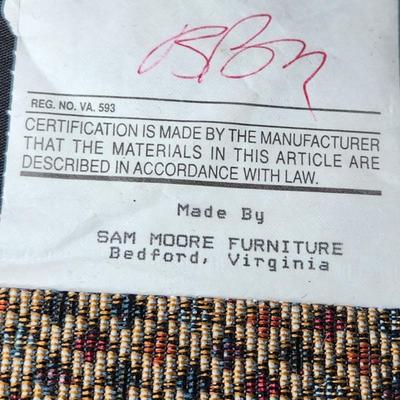 REG. NO. VA. 593
CERTIFICATION IS MADE BY THE MANUFACTURER
THAT THE MATERIALS IN THIS ARTICLE ARE
DESCRIBED IN ACCORDANCE WITH LAW.
Made By
SAM MOORE FURNITURE
Bedford, Virginia